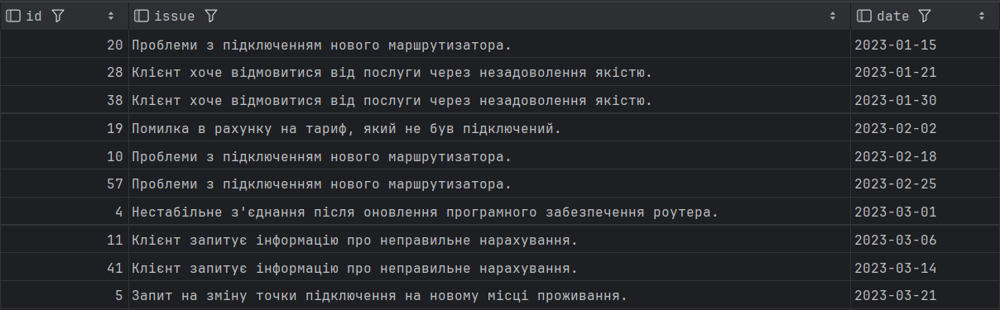 id issue date
20 Проблеми з підключенням нового маршрутизатора. 2023-01-15
28 Клієнт хоче відмовитися від послуги через незадоволення якістю. 2023-01-21
38 Клієнт хоче відмовитися від послуги через незадоволення якістю. 2023-01-30
19 Помилка в рахунку на тариф, який не був підключений. 2023-02-02
10 Проблеми з підключенням нового маршрутизатора. 2023-02-18
57 Проблеми з підключенням нового маршрутизатора. 2023-02-25
4 Нестабільне з'єднання після оновлення програмного забезпечення роутера. 2023-03-01
11 Клієнт запитує інформацію про неправильне нарахування. 2023-03-06
41 Клієнт запитує інформацію про неправильне нарахування. 2023-03-14
5 Запит на зміну точки підключення на новому місці проживання. 2023-03-21